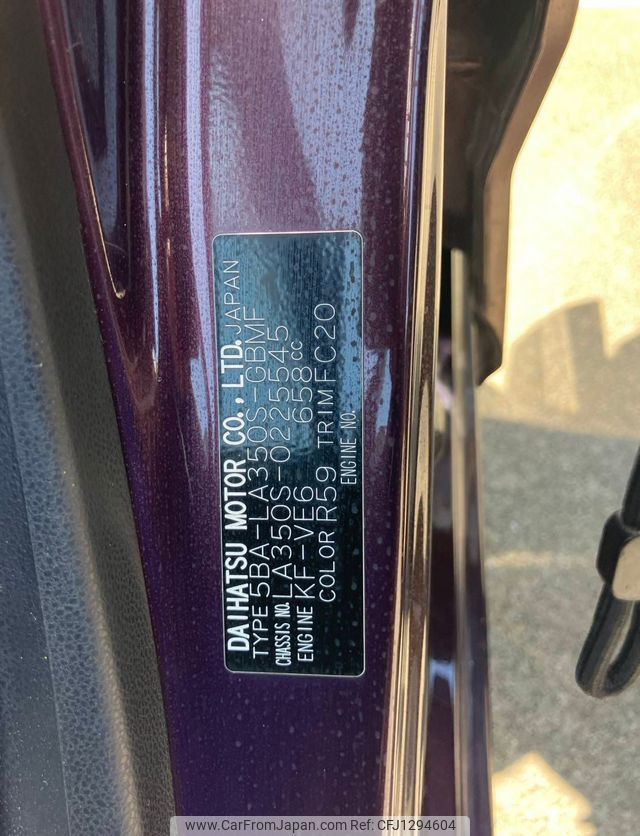 DAIHATSU MOTOR CO., LTD. JAPAN
TYPE 5BA-LA350S-GBMF
CHASSIS NO. LA350S-0225545
ENGINE KF-VE6 658cc
COLOR R59 TRIM FC20
ENGINE NO.
www.CarFromJapan.com | Ref: CFJ1294604